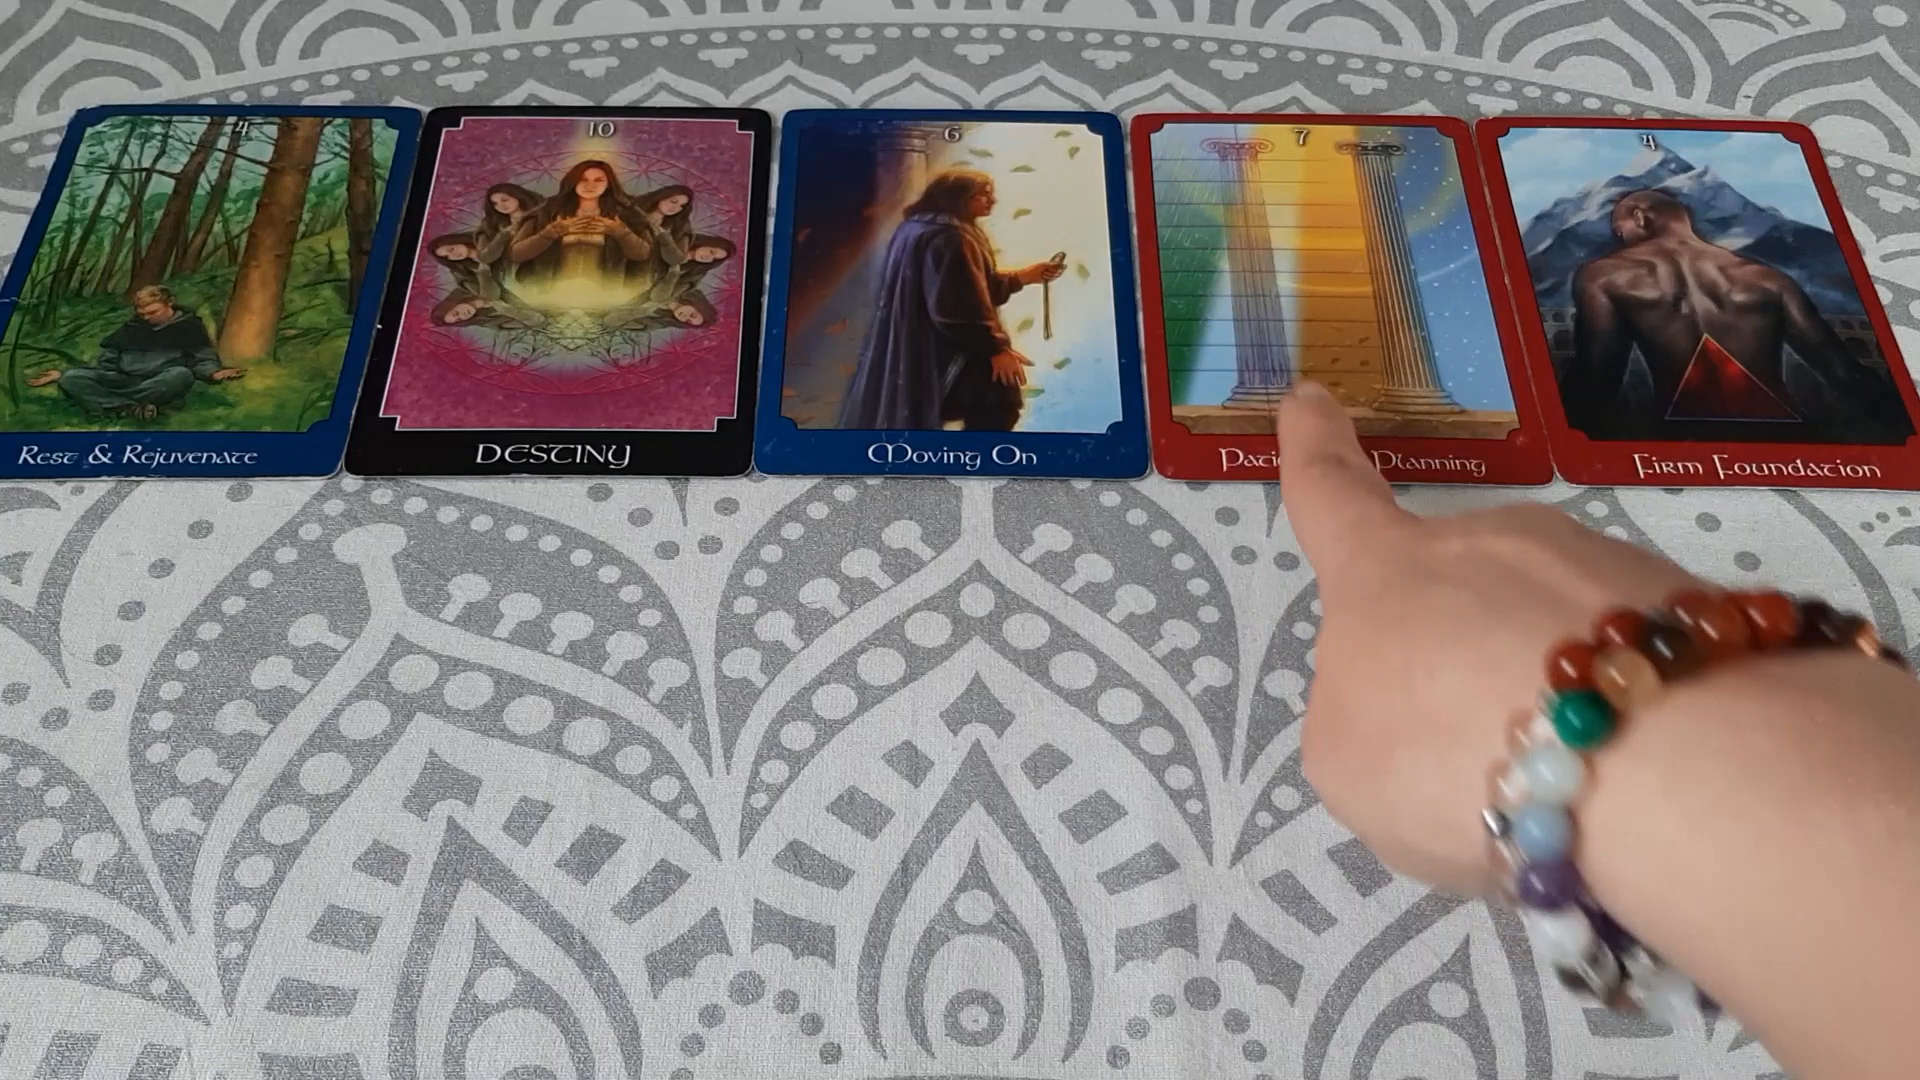 4
Rest & Rejuvenate
10
DESTINY
6
Moving On
7
Planning
4
Firm Foundation